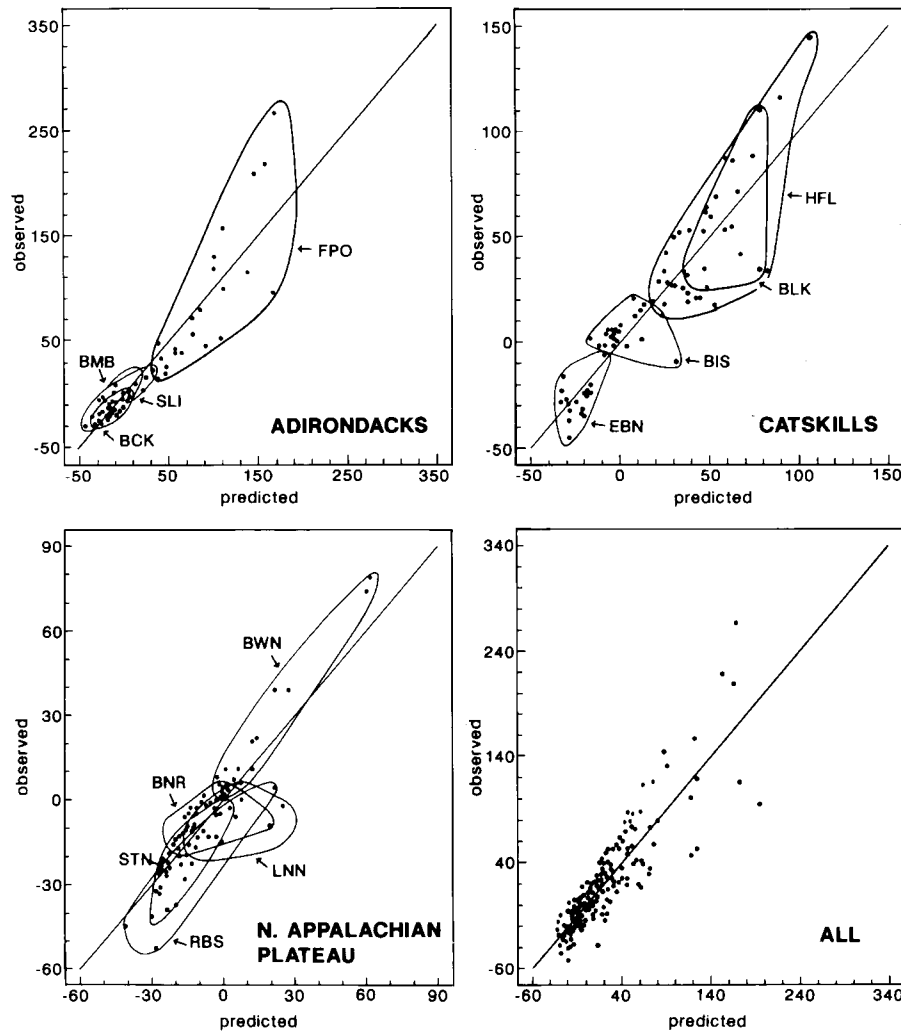 350
250
150
50
-50
observed
-50
50
150
250
350
predicted
BMB
BCK
SLI
FPO
ADIRONDACKS
150
100
50
0
-50
observed
-50
0
50
100
150
predicted
HFL
BLK
BIS
EBN
CATSKILLS
90
60
30
0
-30
-60
observed
-60
-30
0
30
60
90
predicted
BWN
BNR
STN
LNN
RBS
N. APPALACHIAN
PLATEAU
340
240
140
40
-60
observed
-60
40
140
240
340
predicted
ALL